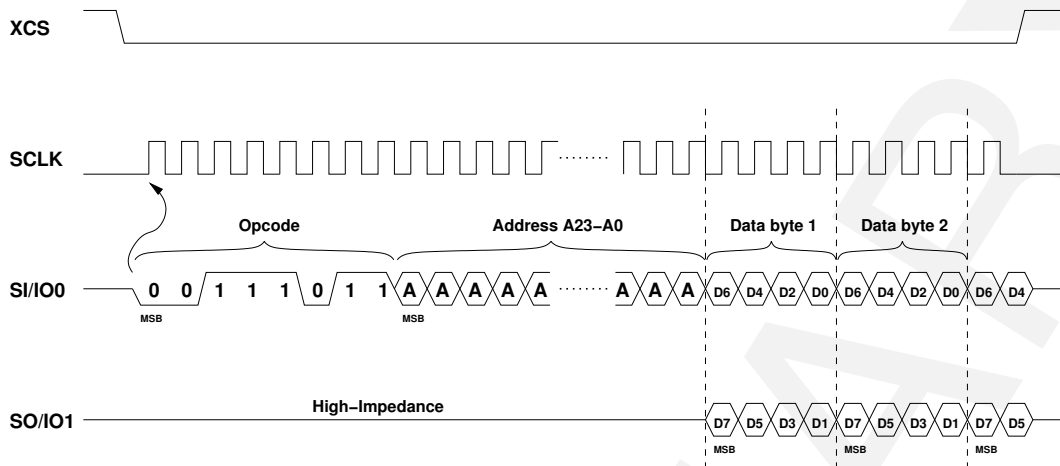 XCS
SCLK
Opcode
Address A23−A0
Data byte 1
Data byte 2
SI/IO0
0 0 1 1 1 0 1 1 A A A A A A A A D6 D4 D2 D0 D6 D4 D2 D0 D6 D4
MSB MSB
High−Impedance
SO/IO1
D7 D5 D3 D1 D7 D5 D3 D1 D7 D5
MSB MSB MSB